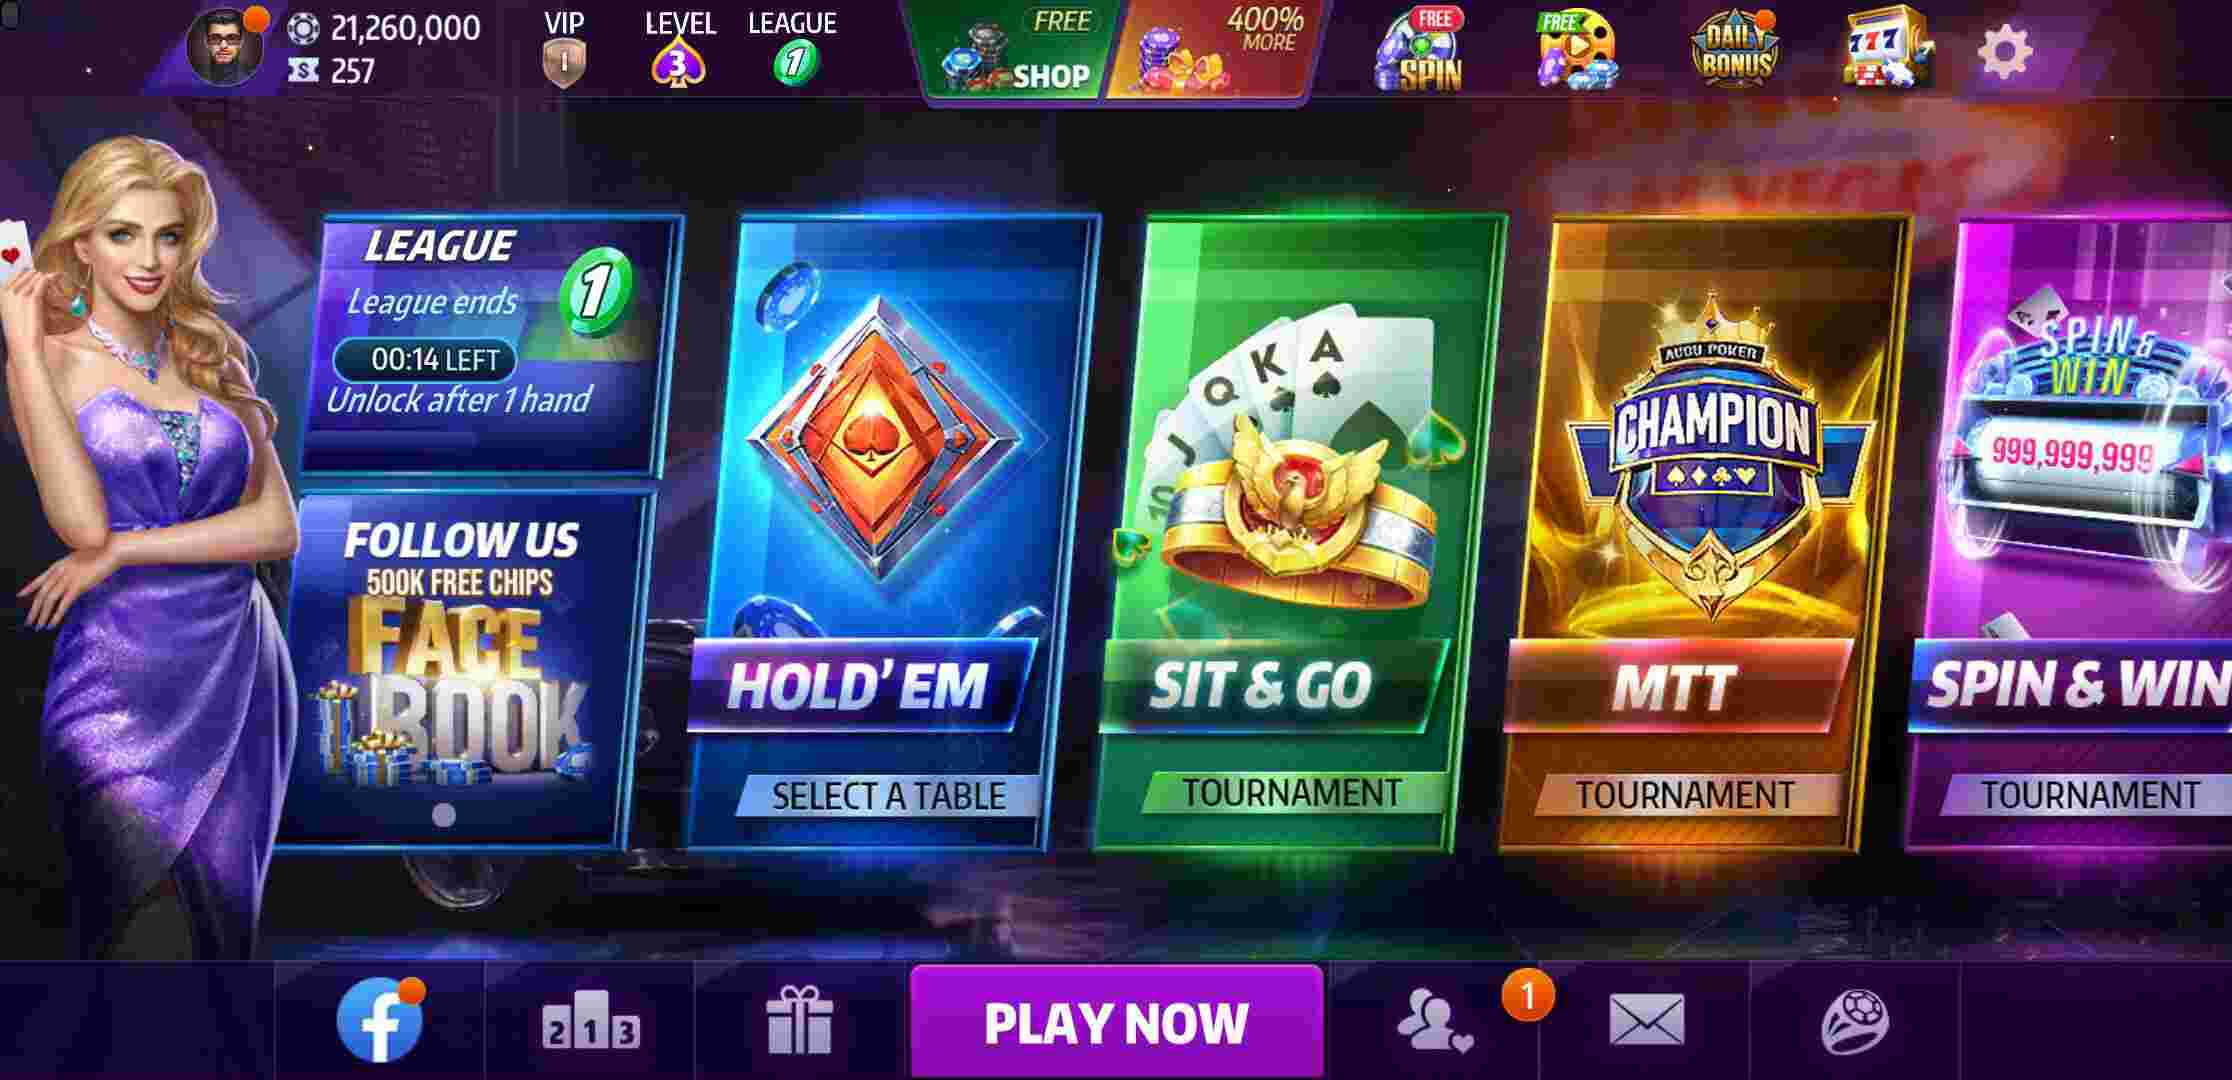 21,260,000
257
VIP
1
LEVEL
3
LEAGUE
1
FREE
SHOP
400%
MORE
FREE
SPIN
FREE
DAILY
BONUS
777
LEAGUE
League ends
00:14 LEFT
Unlock after 1 hand
1
FOLLOW US
500K FREE CHIPS
FACE
BOOK
HOLD' EM
SELECT A TABLE
10 J Q K A
SIT & GO
TOURNAMENT
CHAMPION
MTT
TOURNAMENT
SPIN &
WIN
999,999,999
SPIN & WIN
TOURNAMENT
2 1 3
PLAY NOW
1